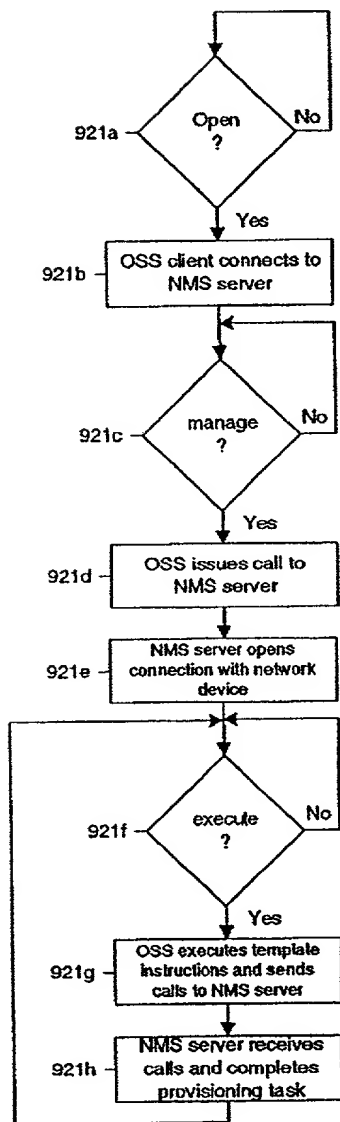 Open
?
No
921a
Yes
OSS client connects to
NMS server
921b
manage
?
No
921c
Yes
OSS issues call to
NMS server
921d
NMS server opens
connection with network
device
921e
execute
?
No
921f
Yes
OSS executes template
instructions and sends
calls to NMS server
921g
NMS server receives
calls and completes
provisioning task
921h